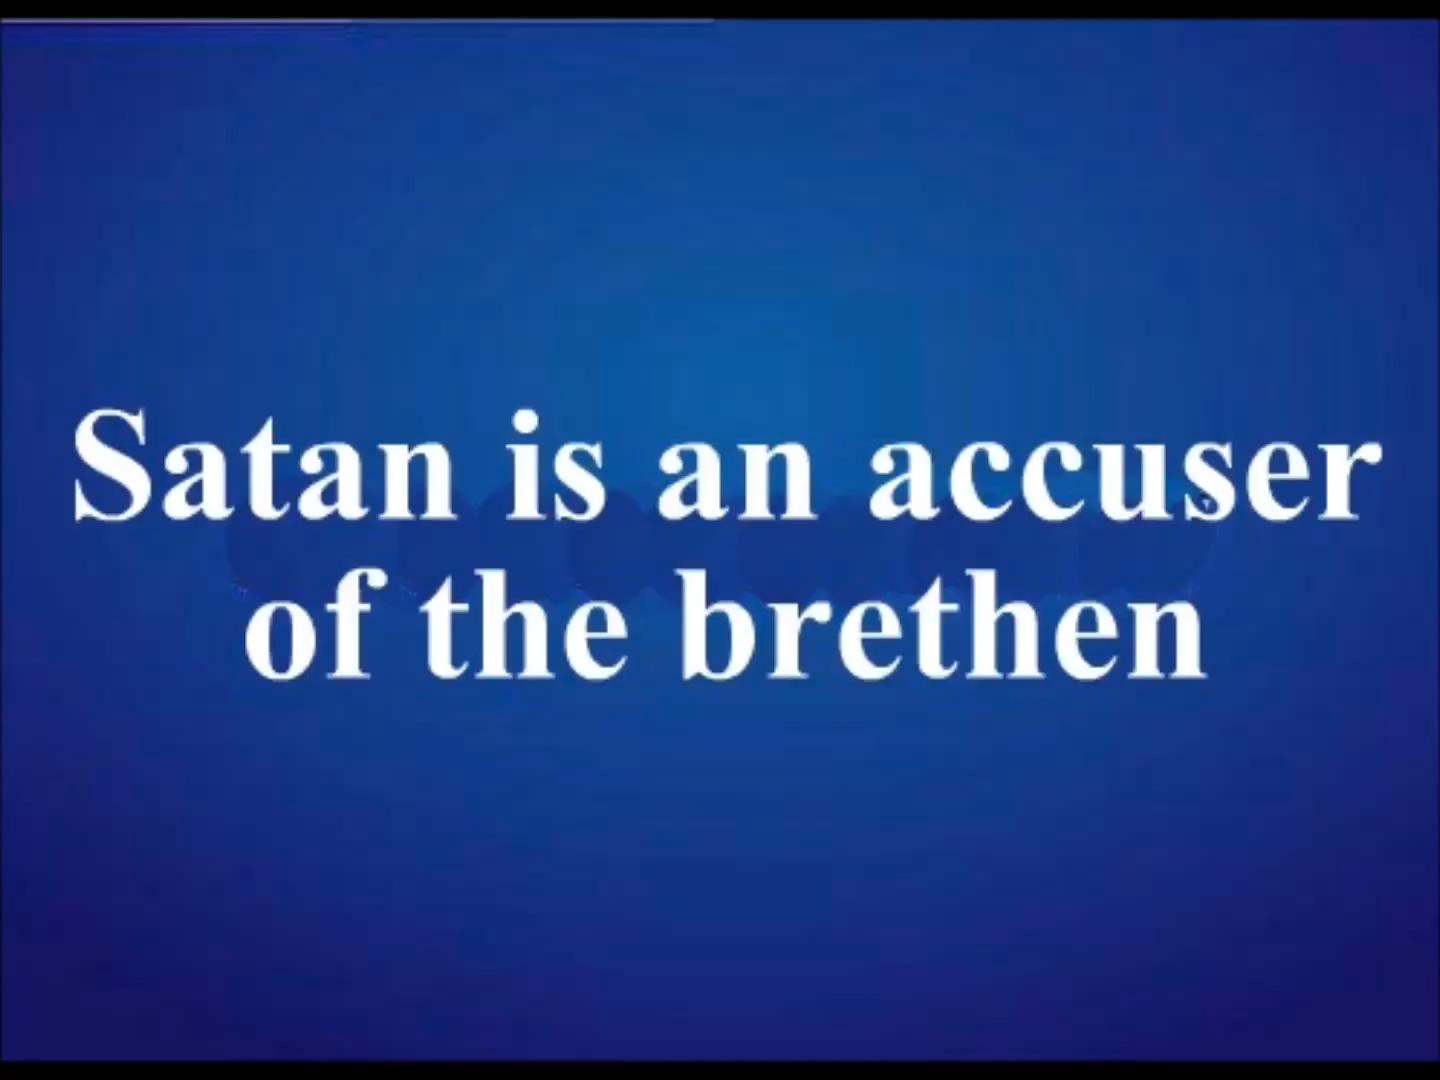 Satan is an accuser
of the brethen